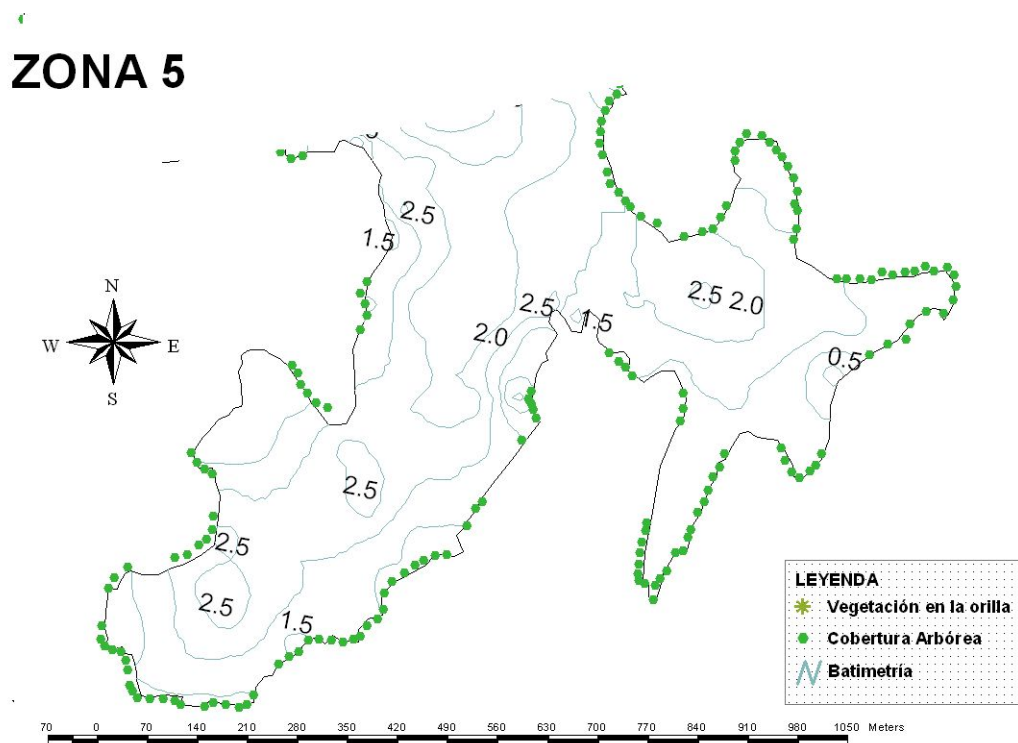 ZONA 5
2.5
1.5
N
W E
S
2.5
2.0
1.5
2.5 2.0
0.5
2.5
2.5
2.5
1.5
LEYENDA
Vegetación en la orilla
Cobertura Arbórea
Batimetría
70 0 70 140 210 280 350 420 490 560 630 700 770 840 910 980 1050 Meters